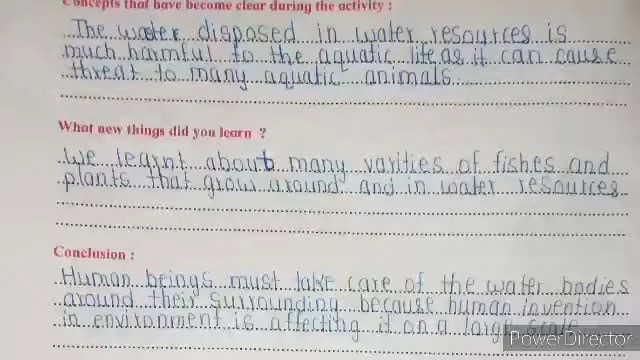 Concepts that have become clear during the activity :
The water disposed in water resources is
much harmful to the aquatic life as it can cause
threat to many aquatic animals.
What new things did you learn ?
We learnt about many varities of fishes and
plants that grow around and in water resources
Conclusion :
Human beings must take care of the water bodies
around their surrounding because human invention
in environment is affecting it on a large scale
PowerDirector